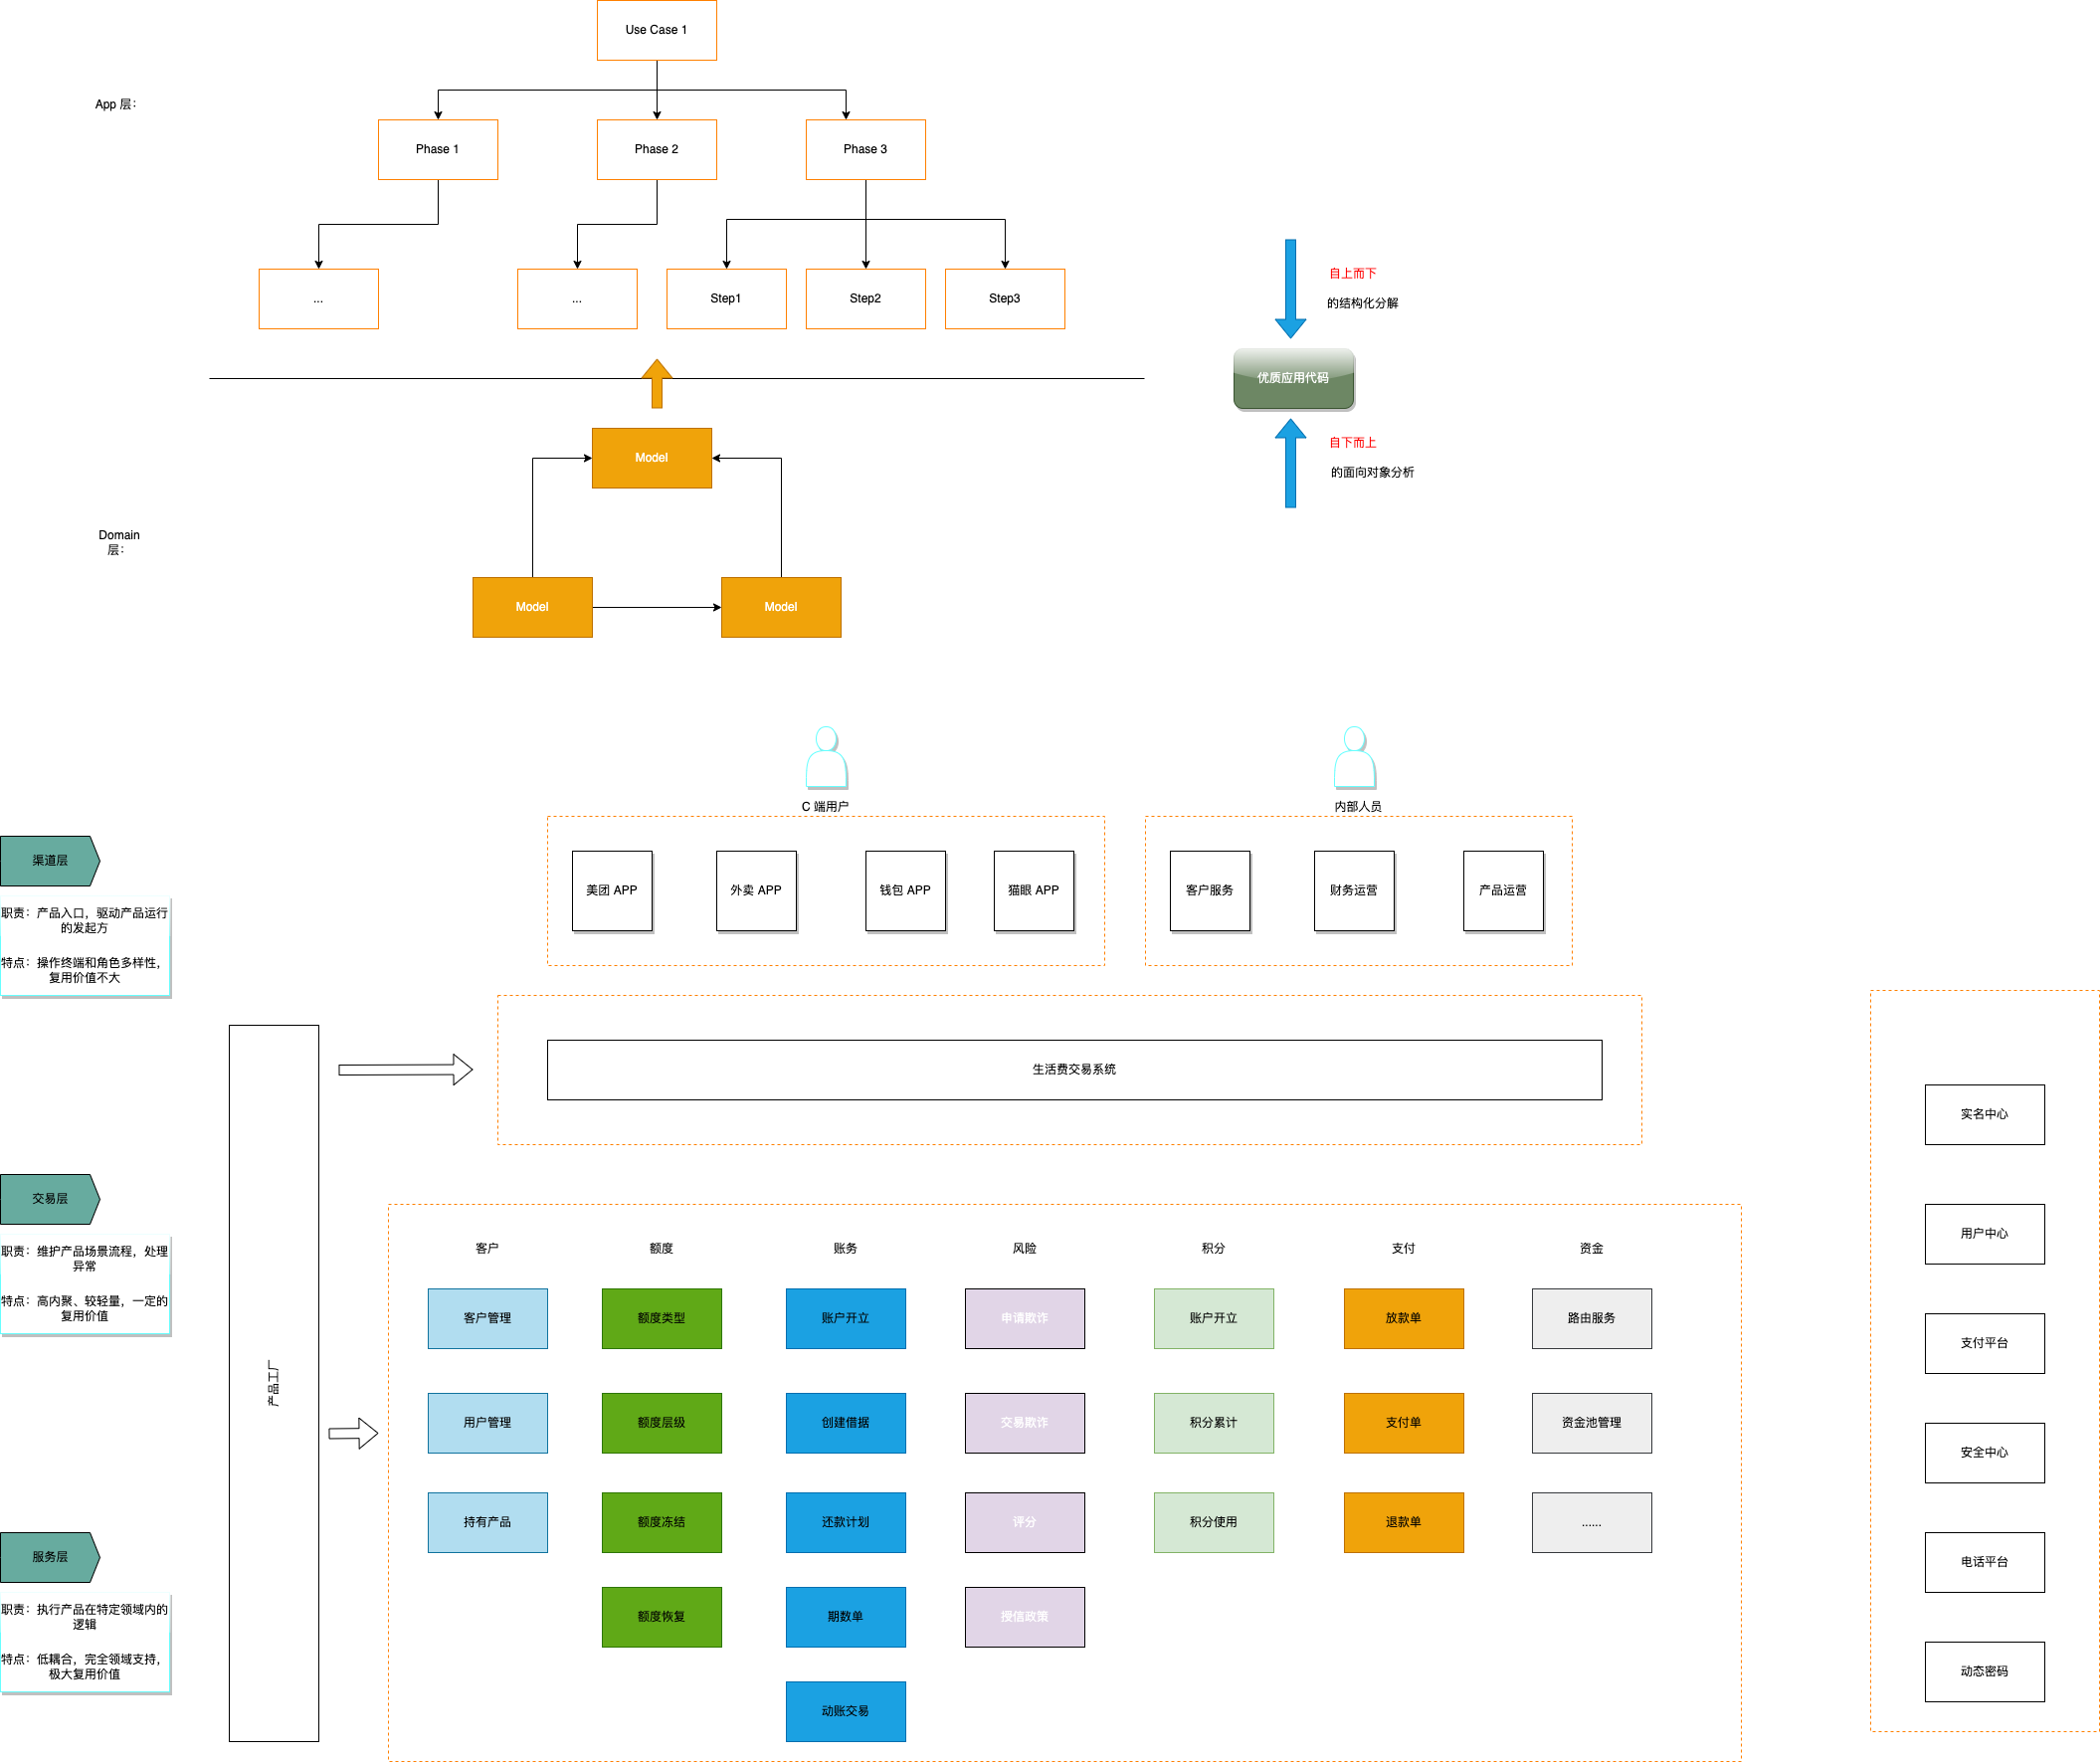 Use Case 1
App 层：
Phase 1
Phase 2
Phase 3
...
...
Step1
Step2
Step3
自上而下
的结构化分解
优质应用代码
自下而上
的面向对象分析
Model
Domain
层：
Model
Model
C 端用户
内部人员
渠道层
美团 APP
外卖 APP
钱包 APP
猫眼 APP
客户服务
财务运营
产品运营
职责：产品入口，驱动产品运行
的发起方
特点：操作终端和角色多样性，
复用价值不大
生活费交易系统
产品工厂
交易层
职责：维护产品场景流程，处理
异常
特点：高内聚、较轻量，一定的
复用价值
客户
额度
账务
风险
积分
支付
资金
客户管理
额度类型
账户开立
申请欺诈
账户开立
放款单
路由服务
用户管理
额度层级
创建借据
交易欺诈
积分累计
支付单
资金池管理
持有产品
额度冻结
还款计划
评分
积分使用
退款单
......
额度恢复
期数单
授信政策
动账交易
服务层
职责：执行产品在特定领域内的
逻辑
特点：低耦合，完全领域支持，
极大复用价值
实名中心
用户中心
支付平台
安全中心
电话平台
动态密码